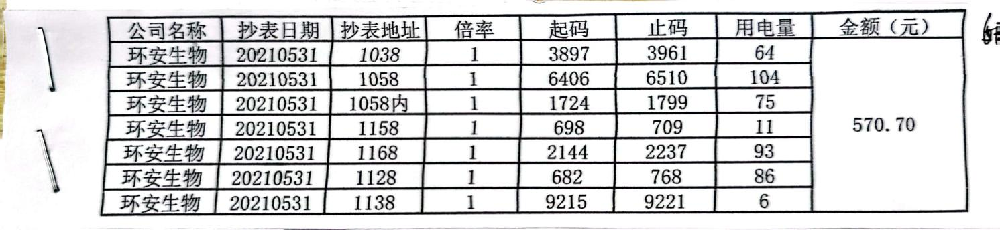 公司名称 抄表日期 抄表地址 倍率 起码 止码 用电量 金额（元）
环安生物 20210531 1038 1 3897 3961 64
环安生物 20210531 1058 1 6406 6510 104
环安生物 20210531 1058内 1 1724 1799 75
环安生物 20210531 1158 1 698 709 11 570.70
环安生物 20210531 1168 1 2144 2237 93
环安生物 20210531 1128 1 682 768 86
环安生物 20210531 1138 1 9215 9221 6